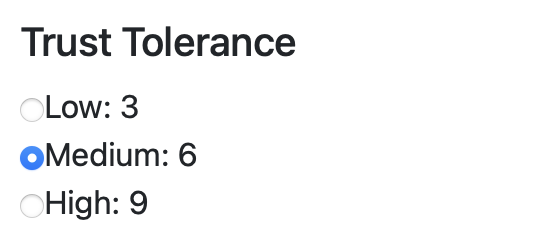 Trust Tolerance
Low: 3
Medium: 6
High: 9